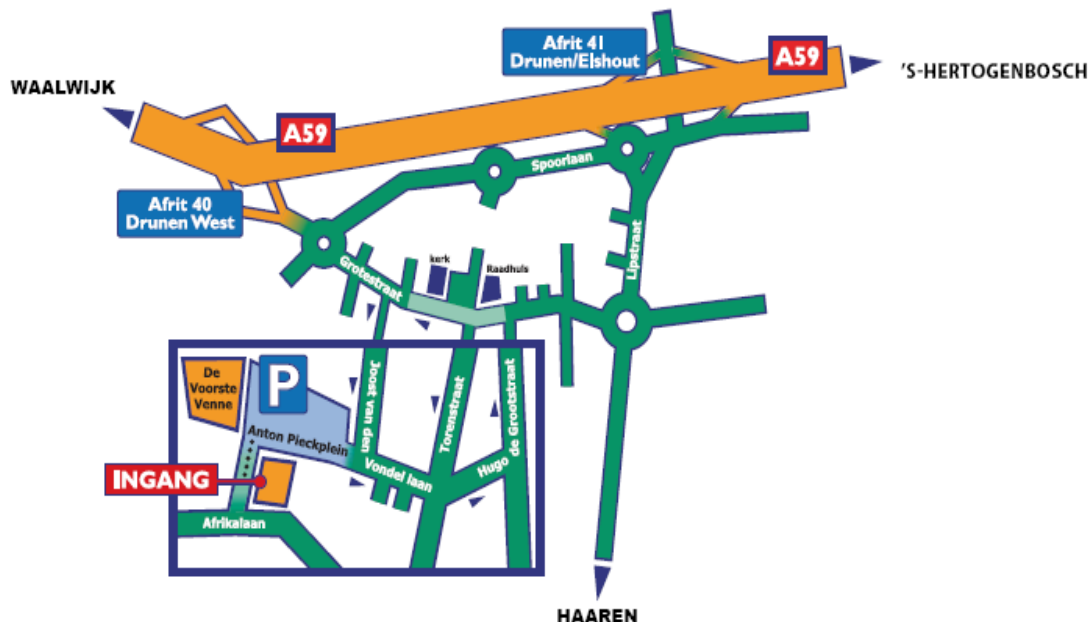 Afrit 41
Drunen/Elshout
A59
'S-HERTOGENBOSCH
WAALWIJK
A59
Spoorlaan
Afrit 40
Drunen West
Lipstraat
Grotestraat
kerk
Raadhuis
De
Voorste
Venne
P
Joost van den
Vondel laan
Torenstraat
Hugo
de Grootstraat
Anton Pieckplein
INGANG
Afrikalaan
HAAREN